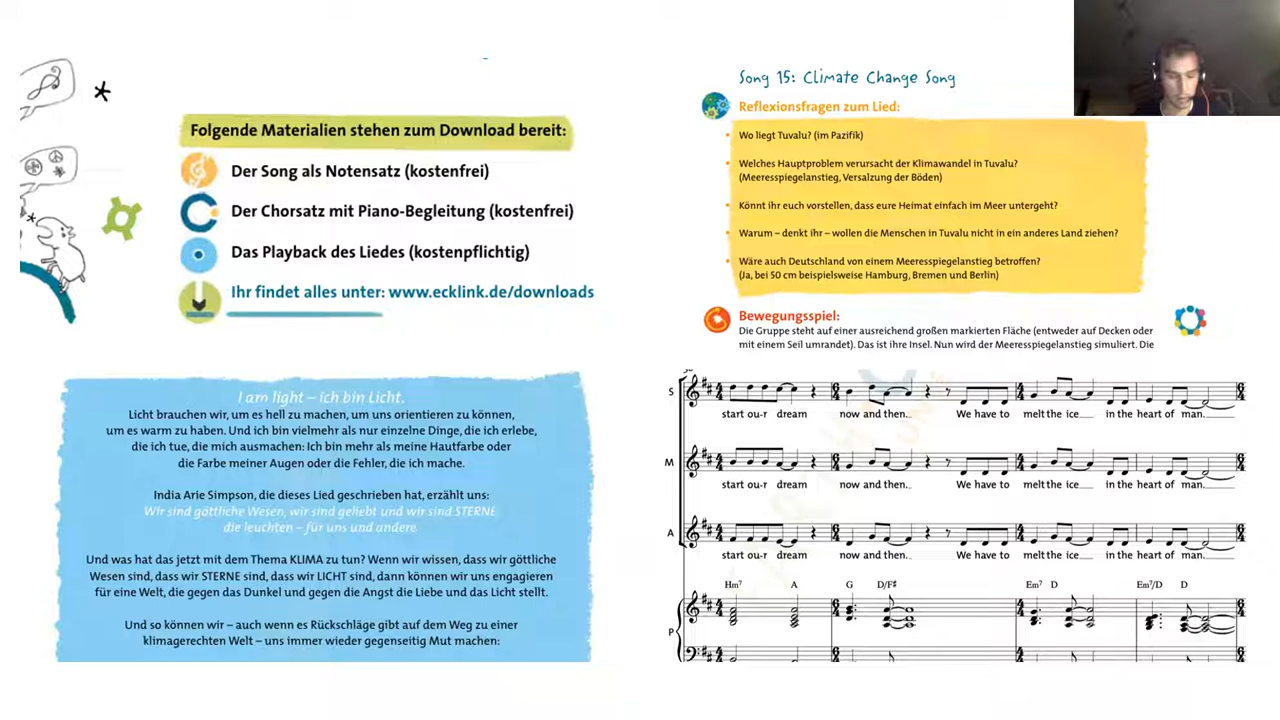 Folgende Materialien stehen zum Download bereit:
Der Song als Notensatz (kostenfrei)
Der Chorsatz mit Piano-Begleitung (kostenfrei)
Das Playback des Liedes (kostenpflichtig)
Ihr findet alles unter: www.ecklink.de/downloads
I am light – ich bin Licht.
Licht brauchen wir, um es hell zu machen, um uns orientieren zu können,
um es warm zu haben. Und ich bin vielmehr als nur einzelne Dinge, die ich erlebe,
die ich tue, die mich ausmachen: Ich bin mehr als meine Hautfarbe oder
die Farbe meiner Augen oder die Fehler, die ich mache.
India Arie Simpson, die dieses Lied geschrieben hat, erzählt uns:
Wir sind göttliche Wesen, wir sind geliebt und wir sind STERNE
die leuchten – für uns und andere
Und was hat das jetzt mit dem Thema KLIMA zu tun? Wenn wir wissen, dass wir göttliche
Wesen sind, dass wir STERNE sind, dass wir LICHT sind, dann können wir uns engagieren
für eine Welt, die gegen das Dunkel und gegen die Angst die Liebe und das Licht stellt.
Und so können wir – auch wenn es Rückschläge gibt auf dem Weg zu einer
klimagerechten Welt – uns immer wieder gegenseitig Mut machen:
Song 15: Climate Change Song
Reflexionsfragen zum Lied:
• Wo liegt Tuvalu? (im Pazifik)
• Welches Hauptproblem verursacht der Klimawandel in Tuvalu?
(Meeresspiegelanstieg, Versalzung der Böden)
• Könnt ihr euch vorstellen, dass eure Heimat einfach im Meer untergeht?
• Warum – denkt ihr – wollen die Menschen in Tuvalu nicht in ein anderes Land ziehen?
• Wäre auch Deutschland von einem Meeresspiegelanstieg betroffen?
(Ja, bei 50 cm beispielsweise Hamburg, Bremen und Berlin)
Bewegungsspiel:
Die Gruppe steht auf einer ausreichend großen markierten Fläche (entweder auf Decken oder
mit einem Seil umrandet). Das ist ihre Insel. Nun wird der Meeresspiegelanstieg simuliert. Die
S
start ou-r dream now and then.. We have to melt the ice in the heart of man.
M
start ou-r dream now and then.. We have to melt the ice in the heart of man.
A
start ou-r dream now and then.. We have to melt the ice in the heart of man.
Hm7 A G D/F# Em7 D Em7/D D
P